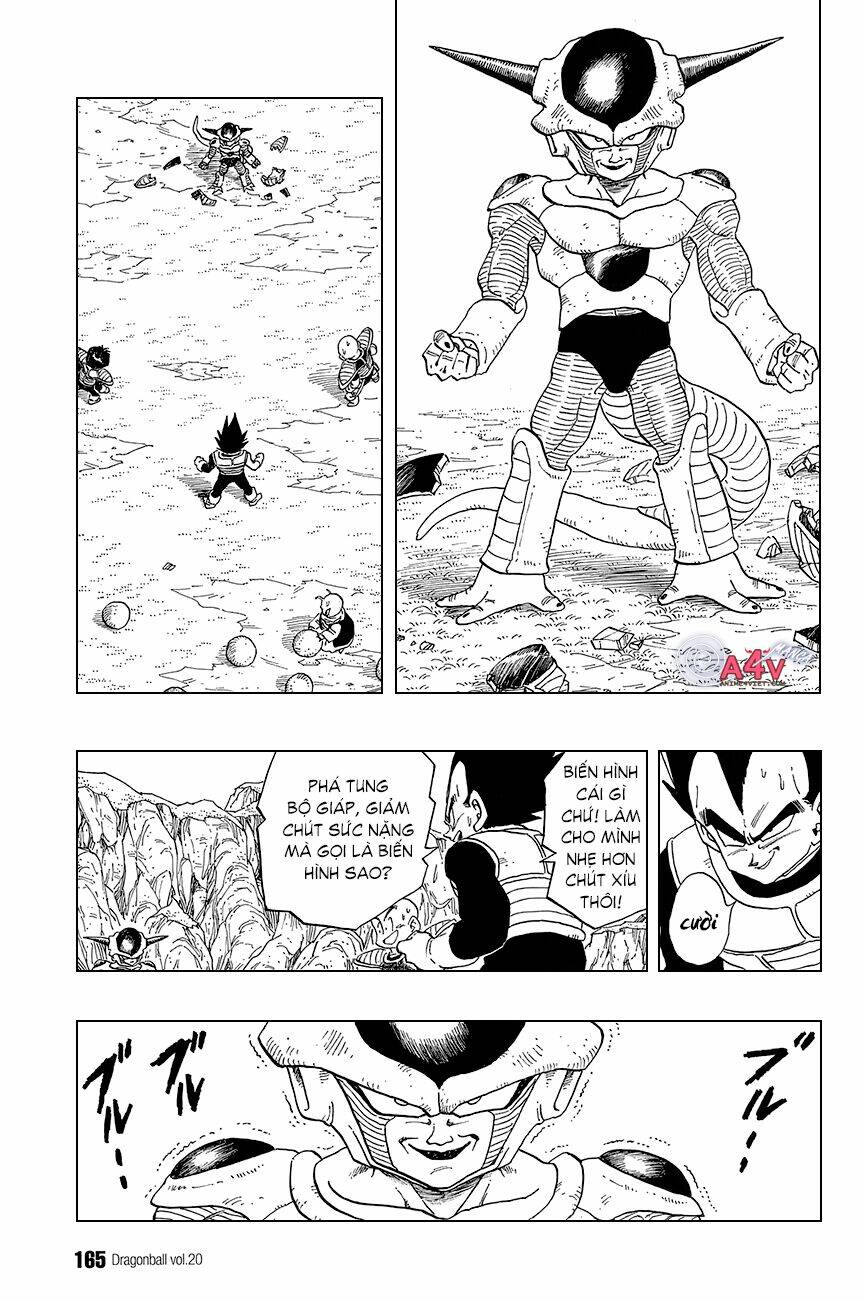 A4V
ANIME4VIET.COM
BIẾN HÌNH
CÁI GÌ
CHỨ! LÀM
CHO MÌNH
NHẸ HƠN
CHÚT XÍU
THÔI!
PHÁ TUNG
BỘ GIÁP, GIẢM
CHÚT SỨC NẶNG
MÀ GỌI LÀ BIẾN
HÌNH SAO?
CƯỜI
ブル・・
ブル・・
ブル・・
165 Dragonball vol.20